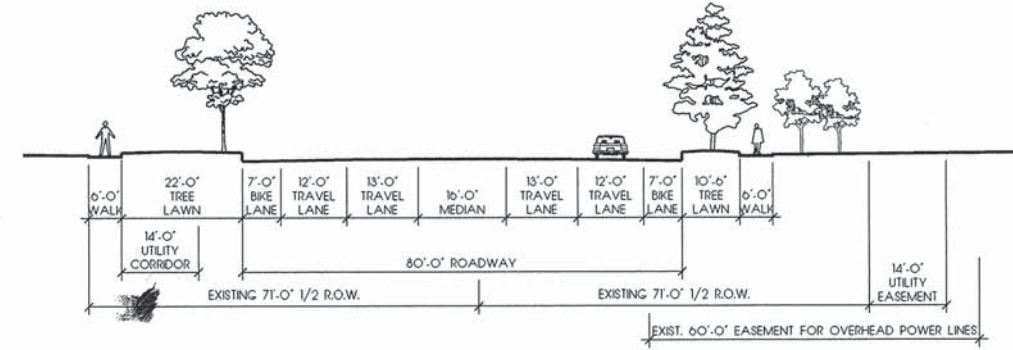 6'-0"
WALK
22'-0"
TREE
LAWN
7'-0"
BIKE
LANE
12'-0"
TRAVEL
LANE
13'-0"
TRAVEL
LANE
16'-0"
MEDIAN
13'-0"
TRAVEL
LANE
12'-0"
TRAVEL
LANE
7'-0"
BIKE
LANE
10'-6"
TREE
LAWN
6'-0"
WALK
14'-0"
UTILITY
CORRIDOR
80'-0" ROADWAY
14'-0"
UTILITY
EASEMENT
EXISTING 71'-0" 1/2 R.O.W.
EXISTING 71'-0" 1/2 R.O.W.
EXIST. 60'-0" EASEMENT FOR OVERHEAD POWER LINES